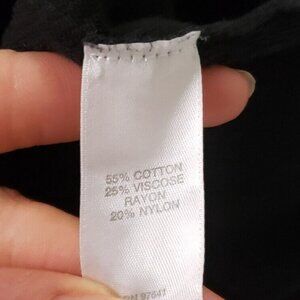 55% COTTON
25% VISCOSE
RAYON
20% NYLON